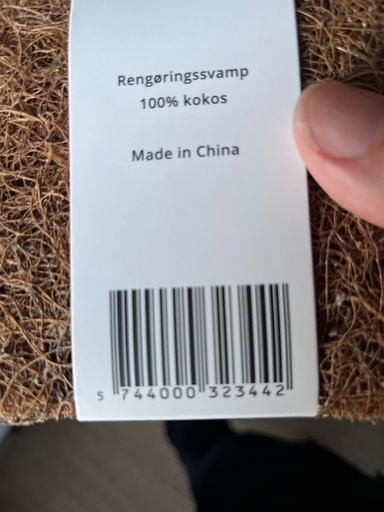 Rengøringssvamp
100% kokos
Made in China
5 744000 323442